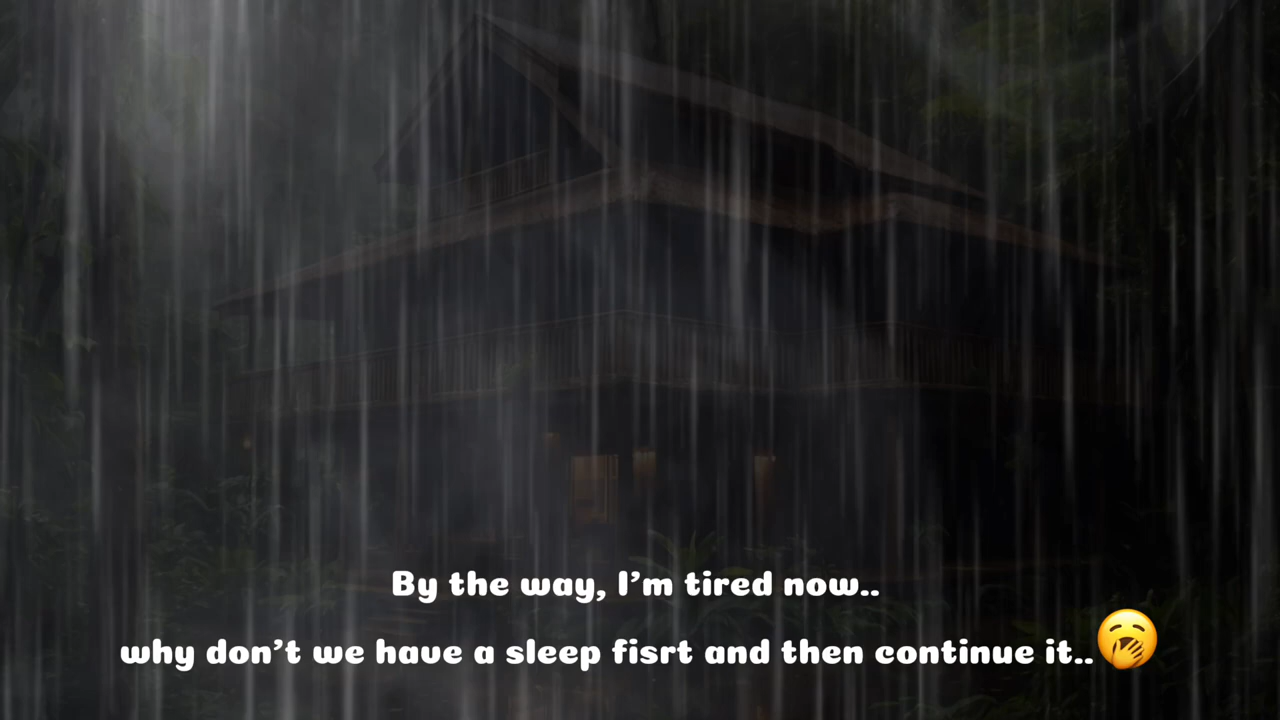 By the way, I'm tired now..
why don't we have a sleep fisrt and then continue it..🥱